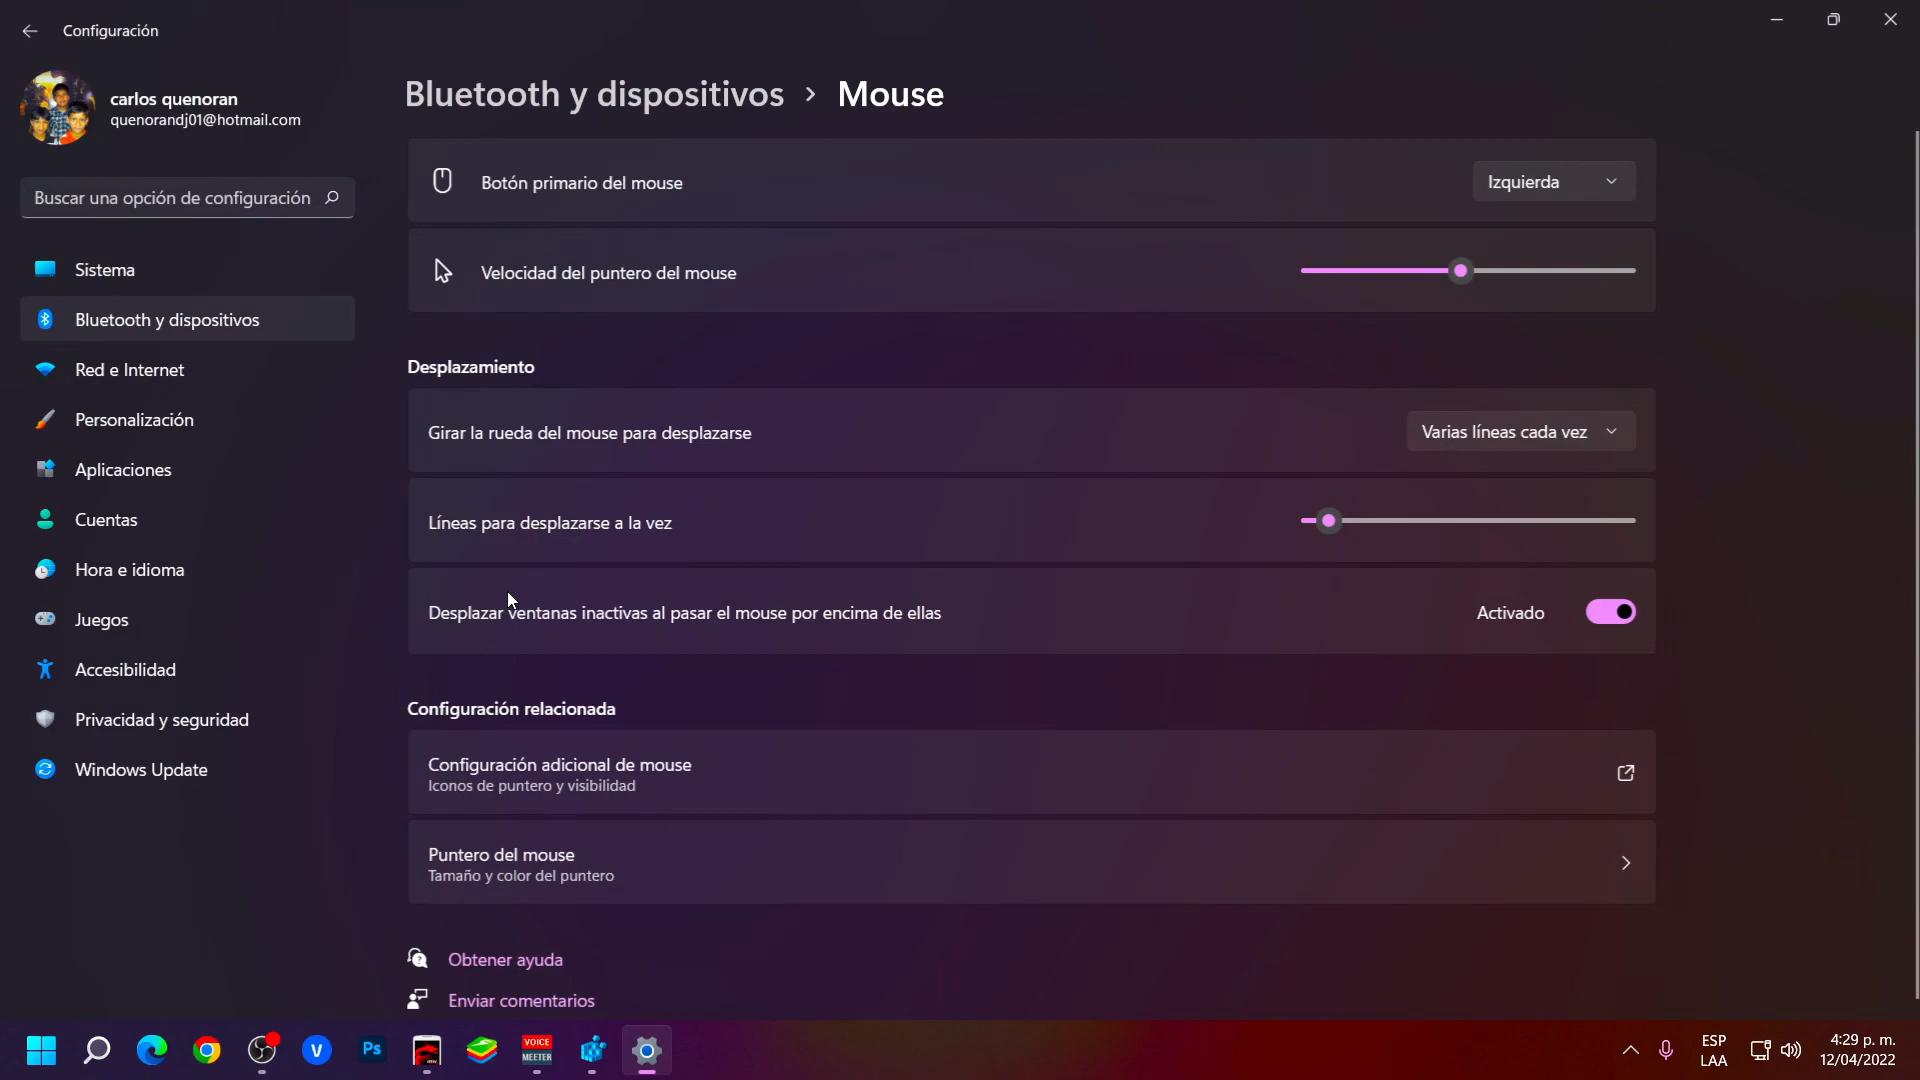 Configuración
carlos quenoran
quenorandj01@hotmail.com
Buscar una opción de configuración
Sistema
Bluetooth y dispositivos
Red e Internet
Personalización
Aplicaciones
Cuentas
Hora e idioma
Juegos
Accesibilidad
Privacidad y seguridad
Windows Update
Bluetooth y dispositivos > Mouse
Botón primario del mouse
Izquierda
Velocidad del puntero del mouse
Desplazamiento
Girar la rueda del mouse para desplazarse
Varias líneas cada vez
Líneas para desplazarse a la vez
Desplazar ventanas inactivas al pasar el mouse por encima de ellas
Activado
Configuración relacionada
Configuración adicional de mouse
Iconos de puntero y visibilidad
Puntero del mouse
Tamaño y color del puntero
Obtener ayuda
Enviar comentarios
V
Ps
VOICE
MEETER
ESP
LAA
4:29 p. m.
12/04/2022